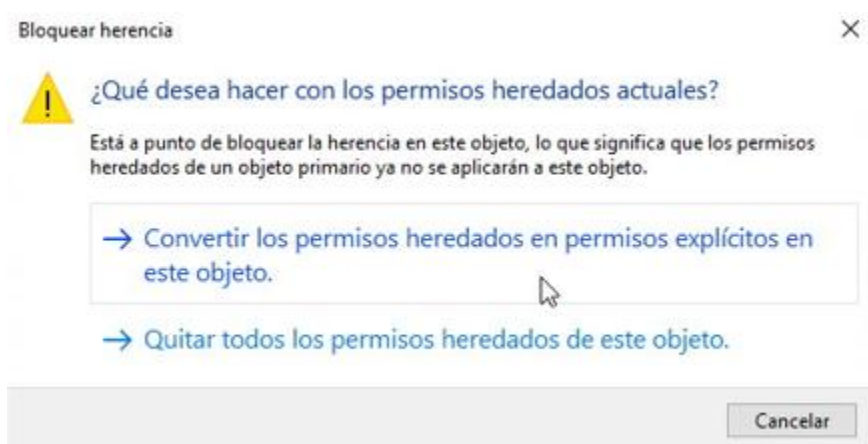 Bloquear herencia
¿Qué desea hacer con los permisos heredados actuales?
Está a punto de bloquear la herencia en este objeto, lo que significa que los permisos
heredados de un objeto primario ya no se aplicarán a este objeto.
Convertir los permisos heredados en permisos explícitos en
este objeto.
Quitar todos los permisos heredados de este objeto.
Cancelar